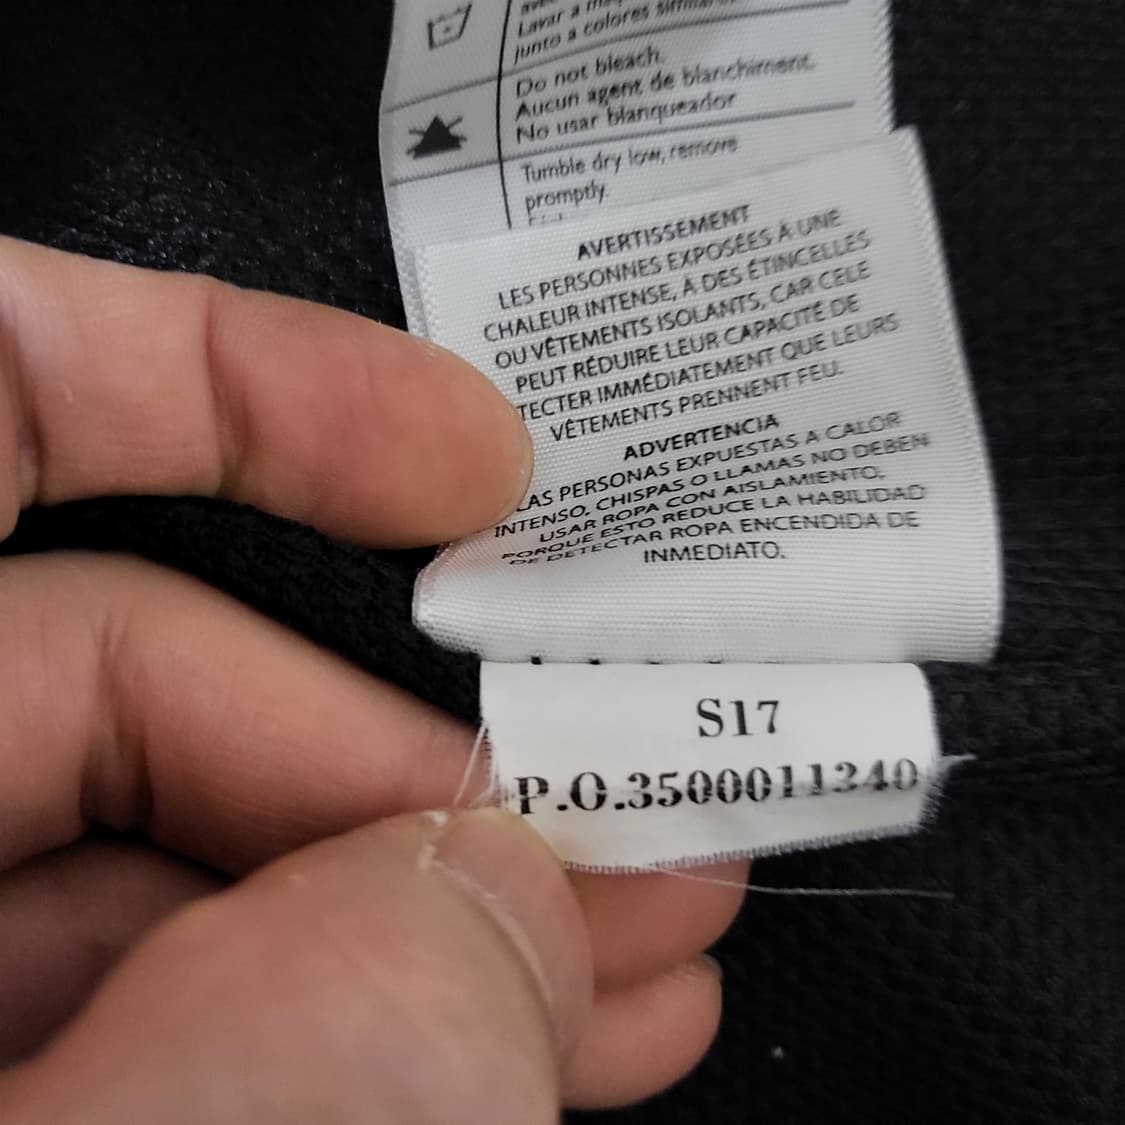 Lavar a
junto a colores
Do not bleach.
Aucun agent de blanchiment.
No usar blanqueador
Tumble dry low, remove
promptly.
AVERTISSEMENT
LES PERSONNES EXPOSÉES À UNE
CHALEUR INTENSE, À DES ÉTINCELLES
OU VÊTEMENTS ISOLANTS, CAR CELE
PEUT RÉDUIRE LEUR CAPACITÉ DE
TECTER IMMÉDIATEMENT QUE LEURS
VÊTEMENTS PRENNENT FEU.
ADVERTENCIA
LAS PERSONAS EXPUESTAS A CALOR
INTENSO, CHISPAS O LLAMAS NO DEBEN
USAR ROPA CON AISLAMIENTO,
PORQUE ESTO REDUCE LA HABILIDAD
DE DETECTAR ROPA ENCENDIDA DE
INMEDIATO.
S17
P.O.3500011340